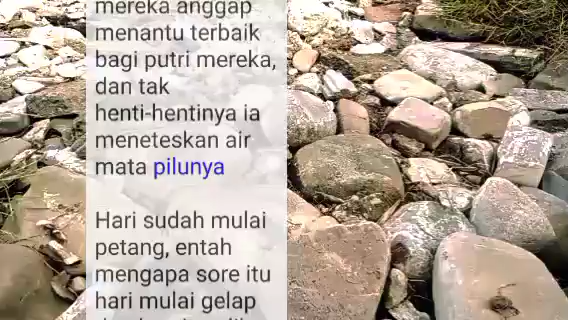 mereka anggap
menantu terbaik
bagi putri mereka,
dan tak
henti-hentinya ia
meneteskan air
mata pilunya
Hari sudah mulai
petang, entah
mengapa sore itu
hari mulai gelap